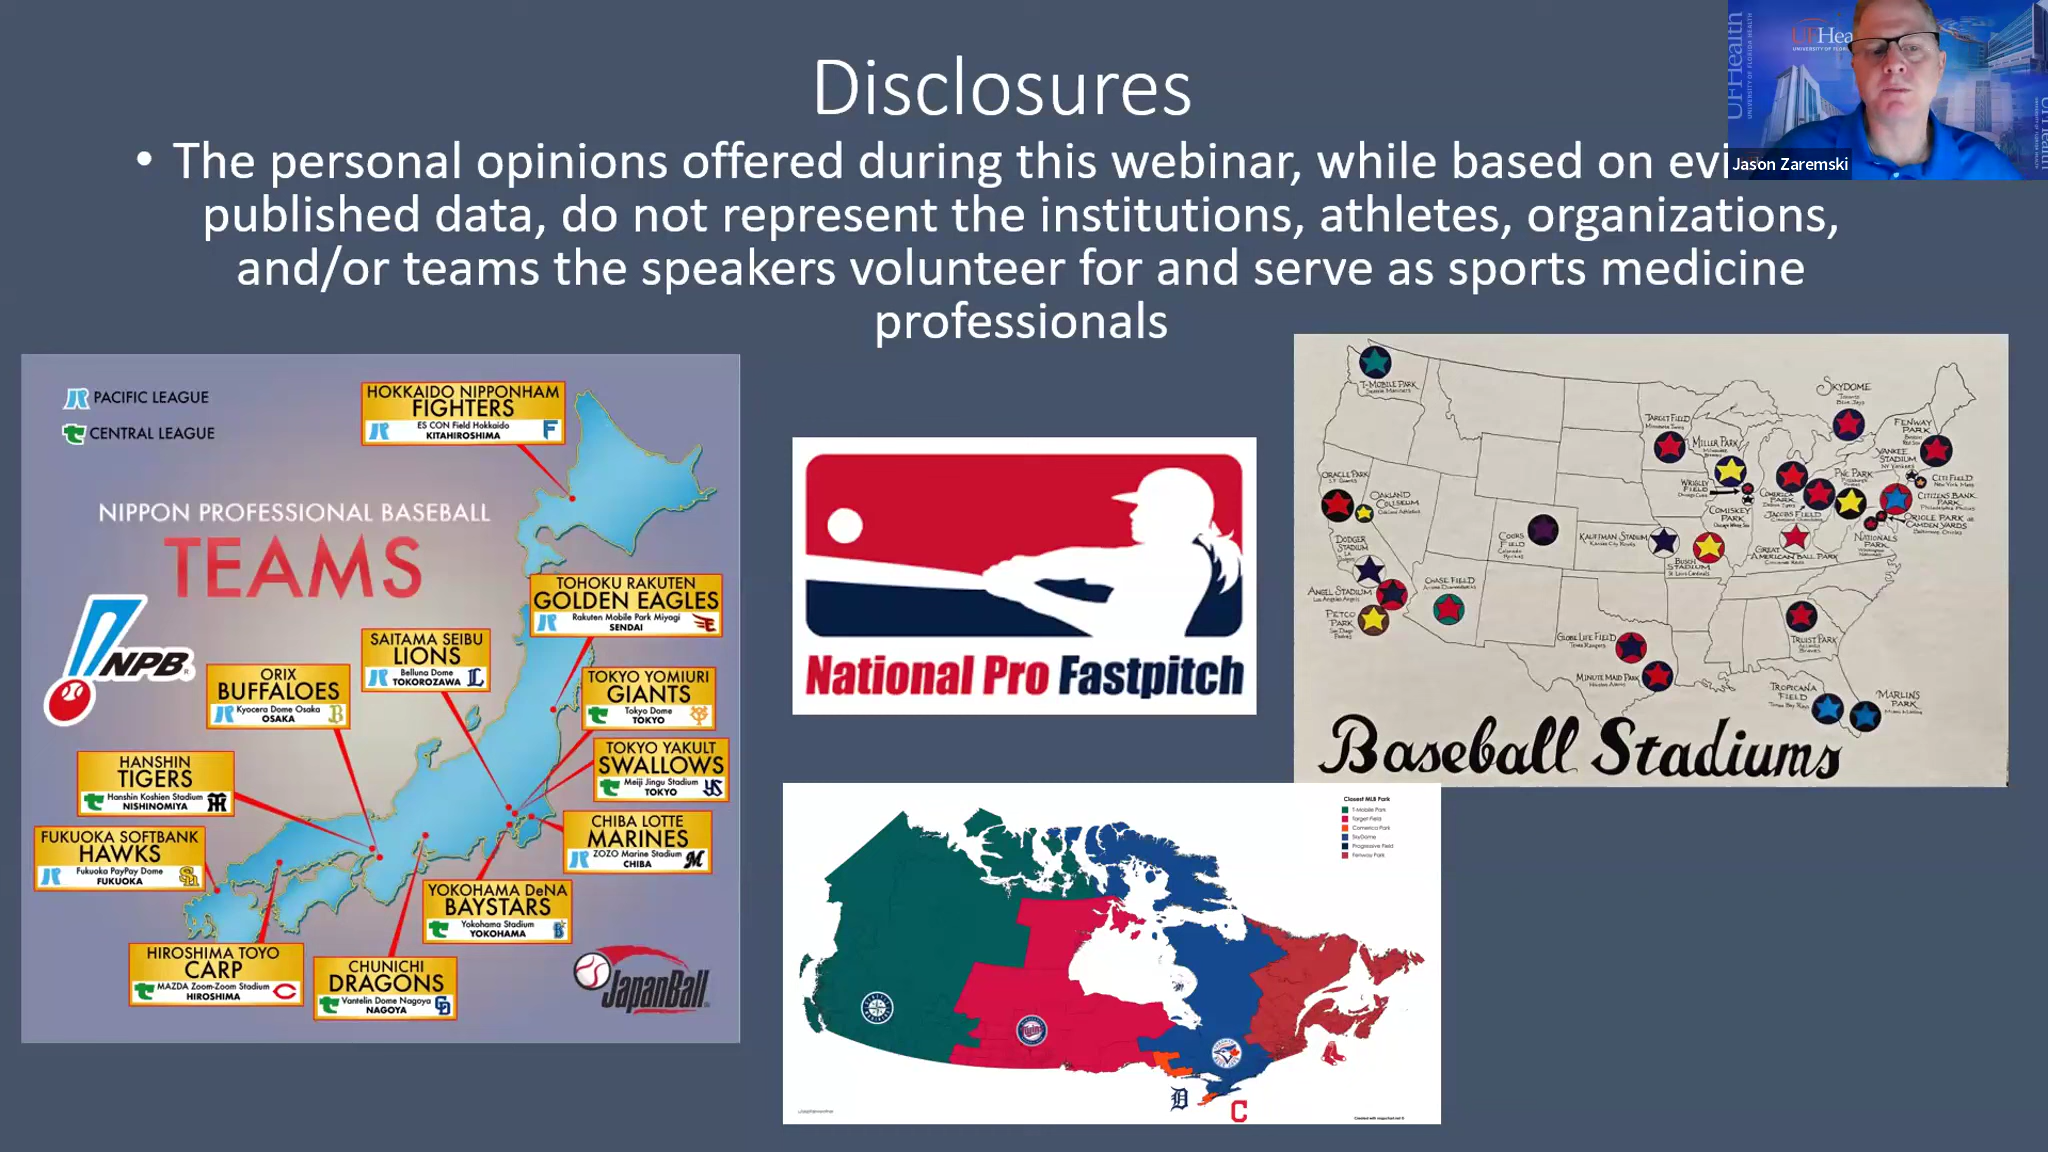 Disclosures
• The personal opinions offered during this webinar, while based on evi
published data, do not represent the institutions, athletes, organizations,
and/or teams the speakers volunteer for and serve as sports medicine
professionals
UFHealth
UNIVERSITY OF FLORIDA HEALTH
UFHea
Jason Zaremski
PACIFIC LEAGUE
CENTRAL LEAGUE
NIPPON PROFESSIONAL BASEBALL
TEAMS
NPB
HOKKAIDO NIPPONHAM
FIGHTERS
ES CON Field Hokkaido
KITAHIROSHIMA
TOHOKU RAKUTEN
GOLDEN EAGLES
Rakuten Mobile Park Miyagi
SENDAI
SAITAMA SEIBU
LIONS
Belluna Dome
TOKOROZAWA
ORIX
BUFFALOES
Kyocera Dome Osaka
OSAKA
TOKYO YOMIURI
GIANTS
Tokyo Dome
TOKYO
TOKYO YAKULT
SWALLOWS
Meiji Jingu Stadium
TOKYO
HANSHIN
TIGERS
Hanshin Koshien Stadium
NISHINOMIYA
CHIBA LOTTE
MARINES
ZOZO Marine Stadium
CHIBA
FUKUOKA SOFTBANK
HAWKS
Fukuoka PayPay Dome
FUKUOKA
YOKOHAMA DeNA
BAYSTARS
Yokohama Stadium
YOKOHAMA
HIROSHIMA TOYO
CARP
MAZDA Zoom-Zoom Stadium
HIROSHIMA
CHUNICHI
DRAGONS
Vantelin Dome Nagoya
NAGOYA
JapanBall
National Pro Fastpitch
T-MOBILE PARK
Seattle Mariners
SKYDOME
Toronto
Blue Jays
TARGET FIELD
Minnesota Twins
MILLER PARK
Milwaukee
Brewers
FENWAY
PARK
Boston
Red Sox
YANKEE
STADIUM
NY Yankees
CITI FIELD
New York Mets
ORACLE PARK
S.F. Giants
OAKLAND
COLISEUM
Oakland Athletics
WRIGLEY
FIELD
Chicago Cubs
COMERICA
PARK
Detroit Tigers
PNC PARK
Pittsburgh
Pirates
CITIZENS BANK
PARK
Philadelphia Phillies
COMISKEY
PARK
Chicago White Sox
JACOBS FIELD
ORIOLE PARK at
CAMDEN YARDS
Baltimore Orioles
NATIONALS
PARK
Washington
Nationals
DODGER
STADIUM
COORS
FIELD
Colorado
Rockies
KAUFFMAN STADIUM
Kansas City Royals
BUSCH
STADIUM
St. Louis Cardinals
GREAT
AMERICAN BALL PARK
Cincinnati Reds
ANGEL STADIUM
Los Angeles Angels
CHASE FIELD
Arizona Diamondbacks
PETCO
PARK
San Diego
Padres
GLOBE LIFE FIELD
Texas Rangers
TRUIST PARK
Atlanta
Braves
MINUTE MAID PARK
Houston Astros
TROPICANA
FIELD
Tampa Bay Rays
MARLINS
PARK
Miami Marlins
Baseball Stadiums
Closest MLB Park
T-Mobile Park
Target Field
Comerica Park
SkyDome
Progressive Field
Fenway Park
Twins
D
C
Created with mapchart.net